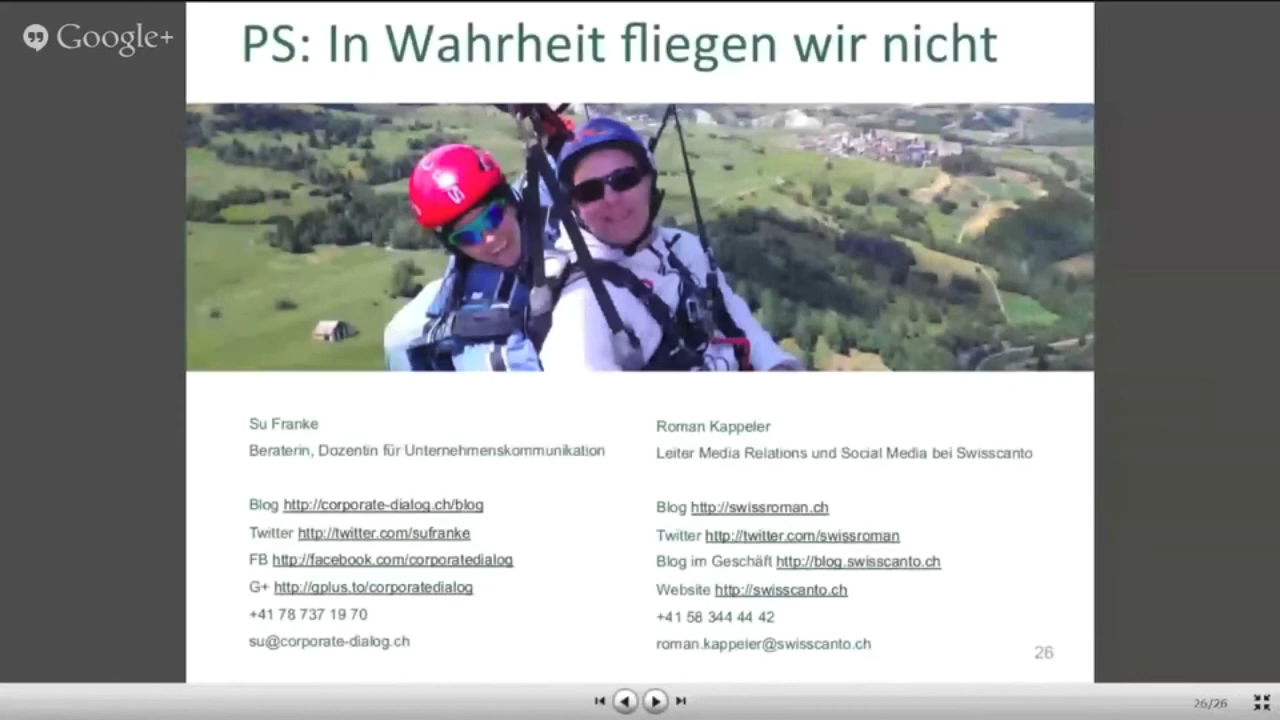 Google+
PS: In Wahrheit fliegen wir nicht
Su Franke
Beraterin, Dozentin für Unternehmenskommunikation
Blog http://corporate-dialog.ch/blog
Twitter http://twitter.com/sufranke
FB http://facebook.com/corporatedialog
G+ http://gplus.to/corporatedialog
+41 78 737 19 70
su@corporate-dialog.ch
Roman Kappeler
Leiter Media Relations und Social Media bei Swisscanto
Blog http://swissroman.ch
Twitter http://twitter.com/swissroman
Blog im Geschäft http://blog.swisscanto.ch
Website http://swisscanto.ch
+41 58 344 44 42
roman.kappeler@swisscanto.ch
26
26/26